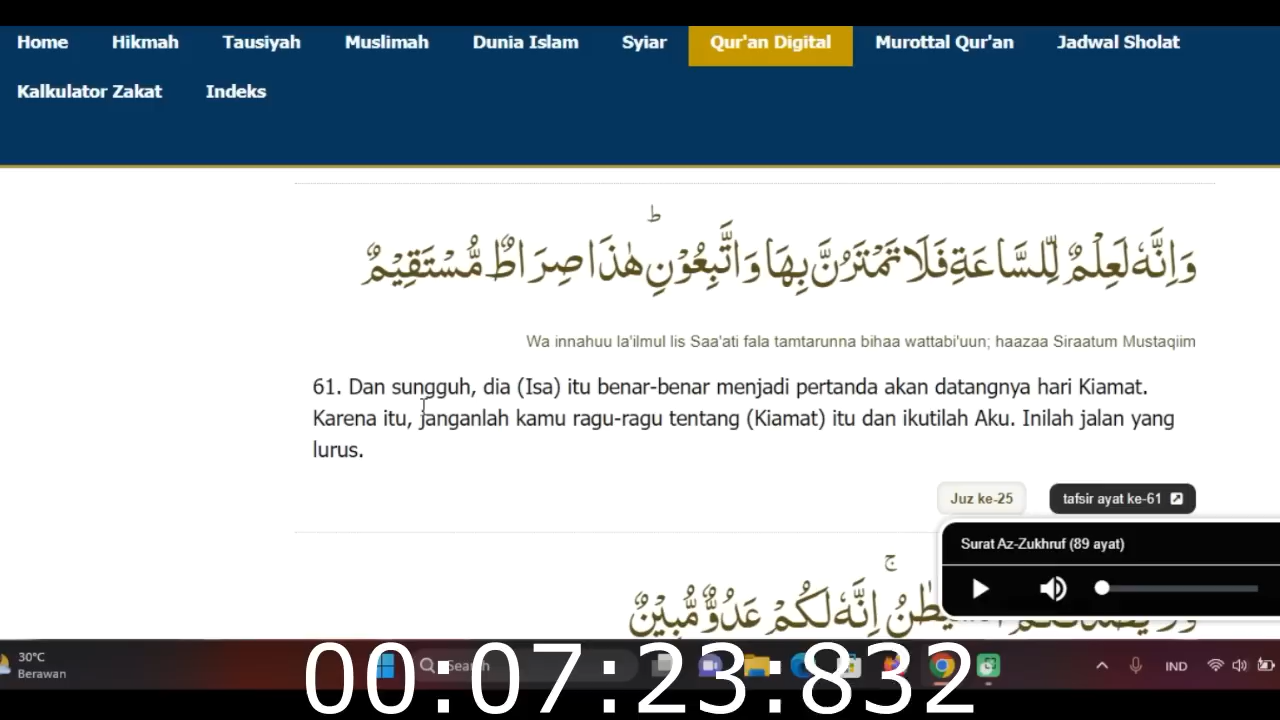 Home Hikmah Tausiyah Muslimah Dunia Islam Syiar Qur'an Digital Murottal Qur'an Jadwal Sholat
Kalkulator Zakat Indeks
وَاِنَّهٗ لَعِلْمٌ لِّلسَّاعَةِ فَلَا تَمْتَرُنَّ بِهَا وَاتَّبِعُوْنِۗ هٰذَا صِرَاطٌ مُّسْتَقِيْمٌ
Wa innahuu la'ilmul lis Saa'ati fala tamtarunna bihaa wattabi'uun; haazaa Siraatum Mustaqiim
61. Dan sungguh, dia (Isa) itu benar-benar menjadi pertanda akan datangnya hari Kiamat.
Karena itu, janganlah kamu ragu-ragu tentang (Kiamat) itu dan ikutilah Aku. Inilah jalan yang
lurus.
Juz ke-25 tafsir ayat ke-61
Surat Az-Zukhruf (89 ayat)
اِنَّهٗ لَكُمْ عَدُوٌّ مُّبِيْنٌ
30°C
Berawan
Search
IND
00:07:23:832